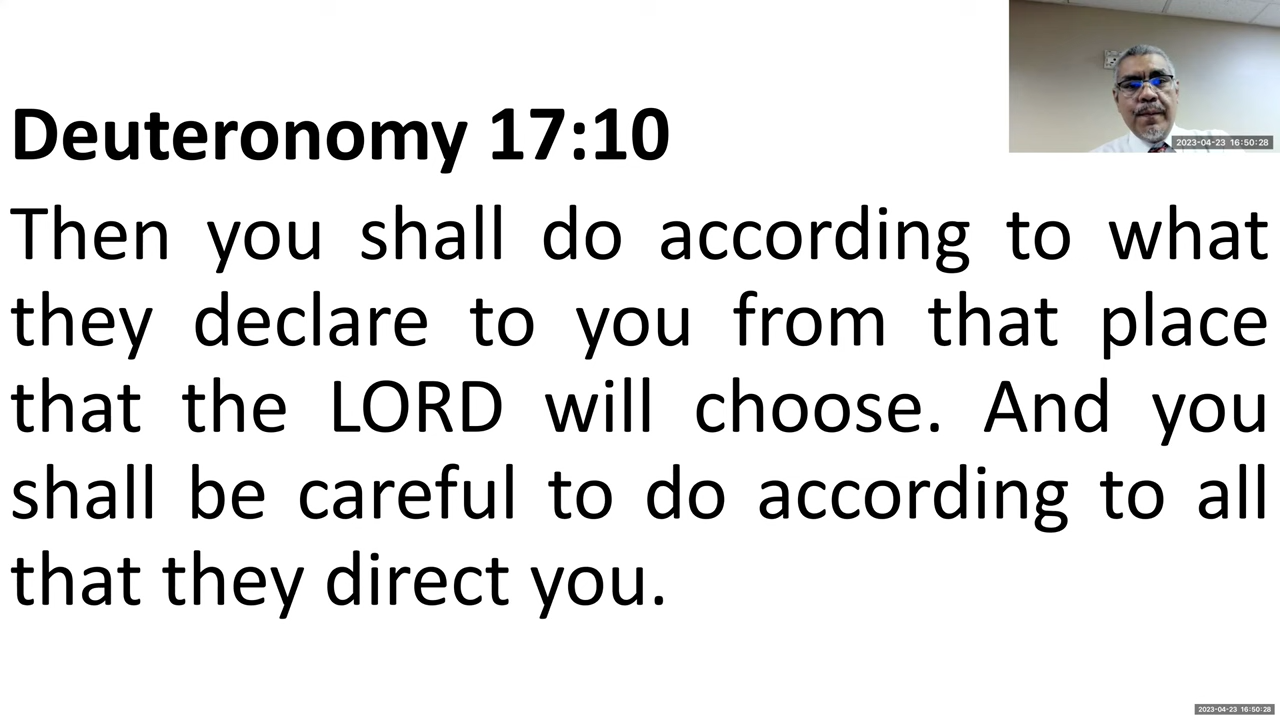 Deuteronomy 17:10
Then you shall do according to what
they declare to you from that place
that the LORD will choose. And you
shall be careful to do according to all
that they direct you.
2023-04-23 16:50:28
2023-04-23 16:50:28